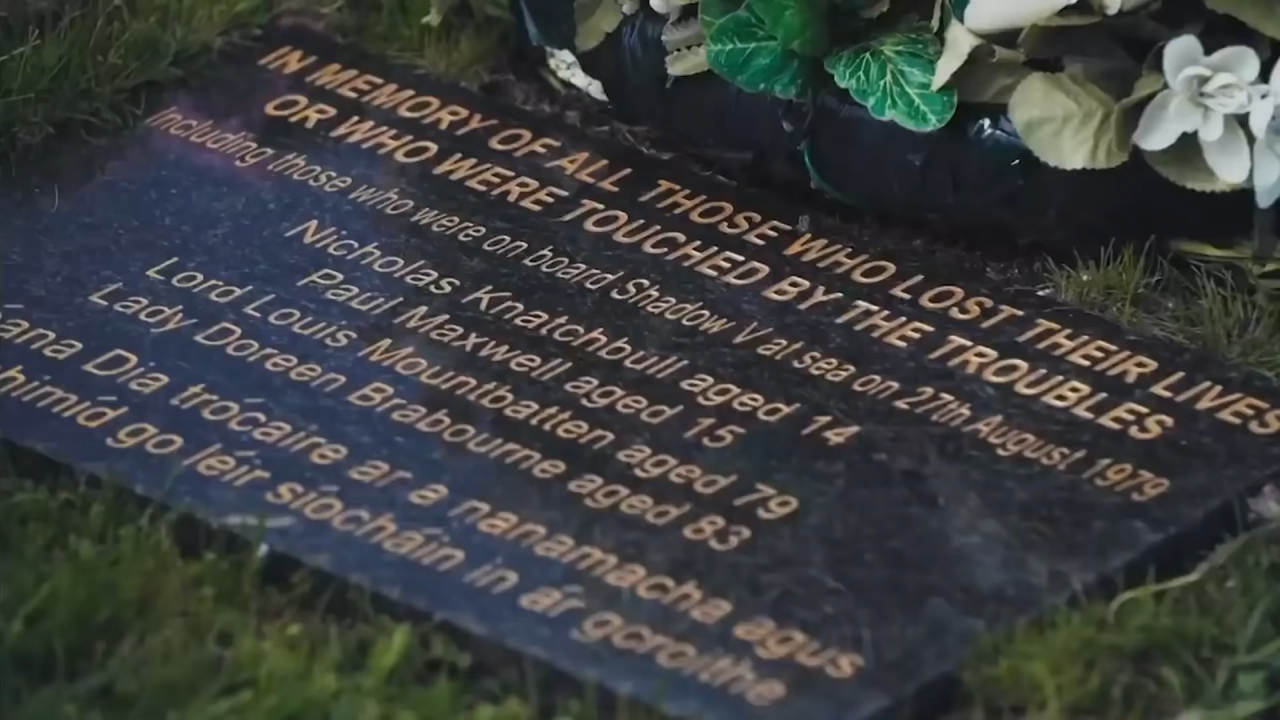 IN MEMORY OF ALL THOSE WHO LOST THEIR LIVES
OR WHO WERE TOUCHED BY THE TROUBLES
Including those who were on board Shadow V at sea on 27th August 1979
Nicholas Knatchbull aged 14
Paul Maxwell aged 15
Lord Louis Mountbatten aged 79
Lady Doreen Brabourne aged 83
Dia trócaire ar a nanamacha agus
go léir síocháin in ár gcroíthe